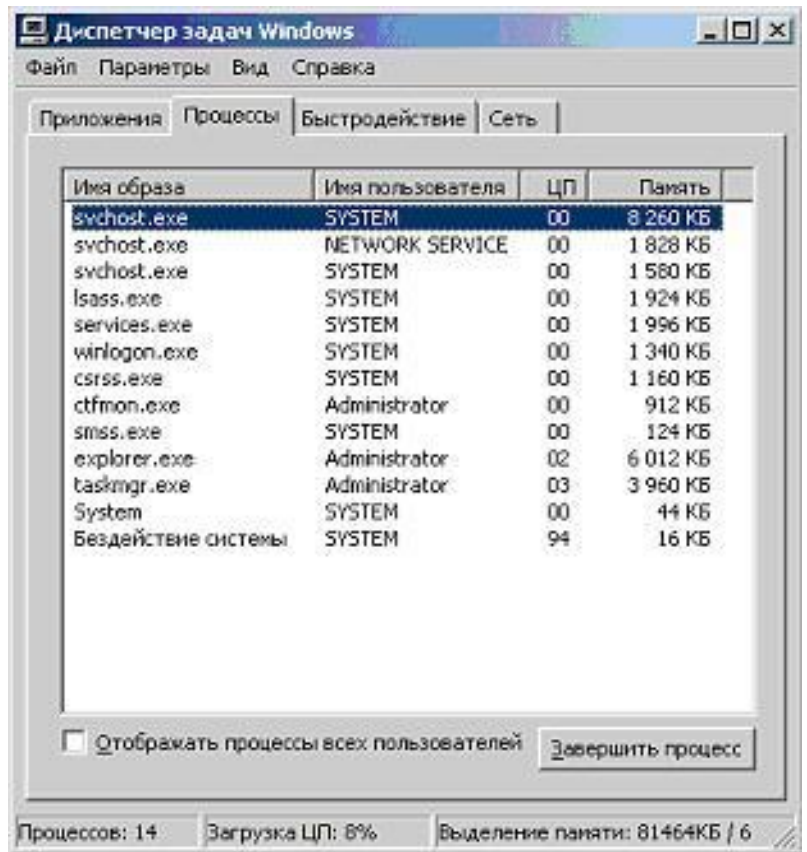 Диспетчер задач Windows
Файл Параметры Вид Справка
Приложения Процессы Быстродействие Сеть
Имя образа Имя пользователя ЦП Память
svchost.exe SYSTEM 00 8 260 КБ
svchost.exe NETWORK SERVICE 00 1 828 КБ
svchost.exe SYSTEM 00 1 580 КБ
lsass.exe SYSTEM 00 1 924 КБ
services.exe SYSTEM 00 1 996 КБ
winlogon.exe SYSTEM 00 1 340 КБ
csrss.exe SYSTEM 00 1 160 КБ
ctfmon.exe Administrator 00 912 КБ
smss.exe SYSTEM 00 124 КБ
explorer.exe Administrator 02 6 012 КБ
taskmgr.exe Administrator 03 3 960 КБ
System SYSTEM 00 44 КБ
Бездействие системы SYSTEM 94 16 КБ
Отображать процессы всех пользователей Завершить процесс
Процессов: 14 Загрузка ЦП: 8% Выделение памяти: 81464КБ / 6